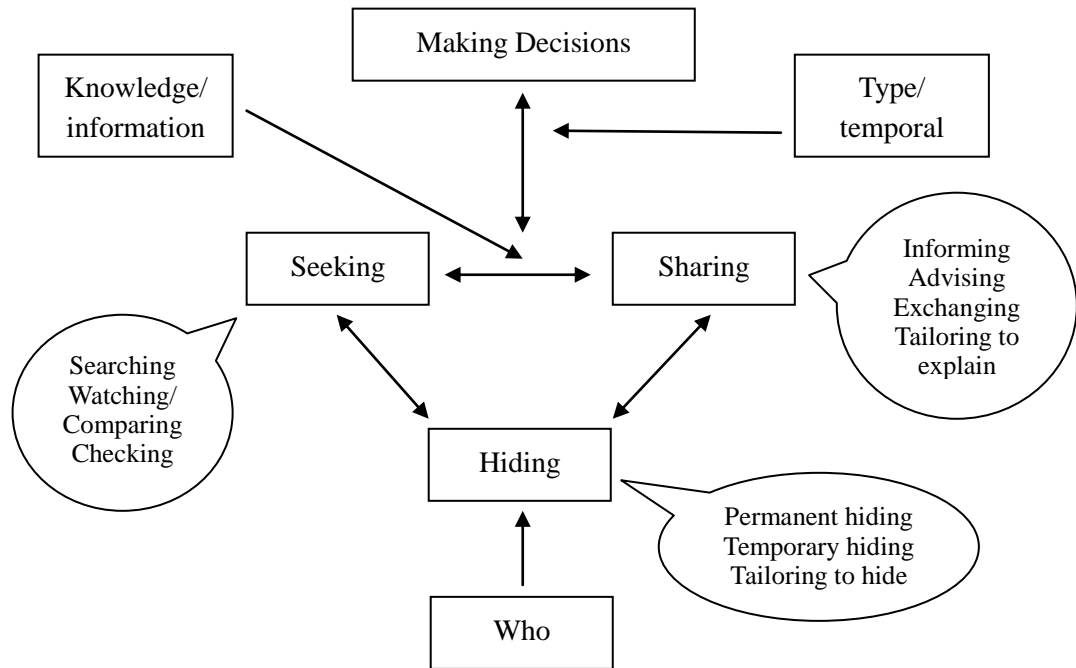 Making Decisions
Knowledge/
information
Type/
temporal
Seeking
Sharing
Informing
Advising
Exchanging
Tailoring to
explain
Searching
Watching/
Comparing
Checking
Hiding
Permanent hiding
Temporary hiding
Tailoring to hide
Who